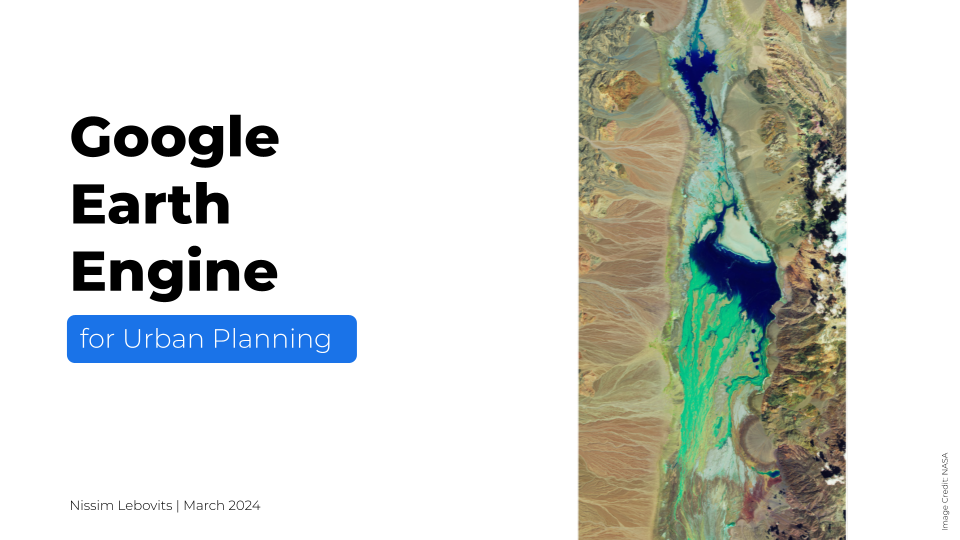 Google
Earth
Engine
for Urban Planning
Nissim Lebovits | March 2024
Image Credit: NASA